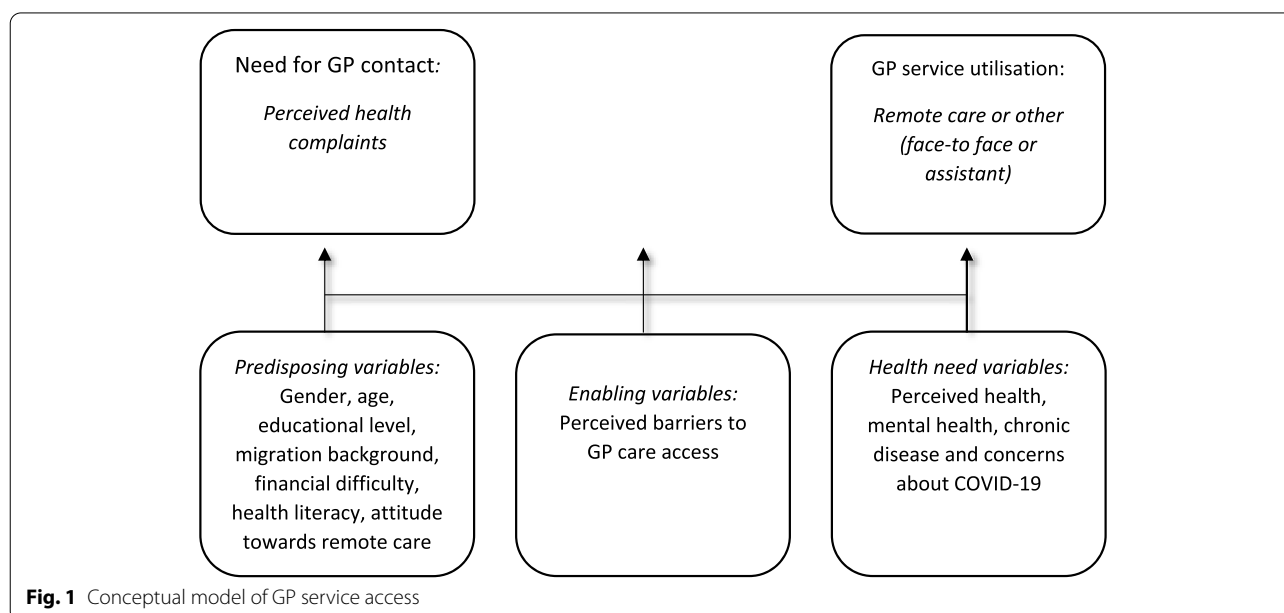 Need for GP contact:
Perceived health
complaints
GP service utilisation:
Remote care or other
(face-to face or
assistant)
Predisposing variables:
Gender, age,
educational level,
migration background,
financial difficulty,
health literacy, attitude
towards remote care
Enabling variables:
Perceived barriers to
GP care access
Health need variables:
Perceived health,
mental health, chronic
disease and concerns
about COVID-19
Fig. 1 Conceptual model of GP service access